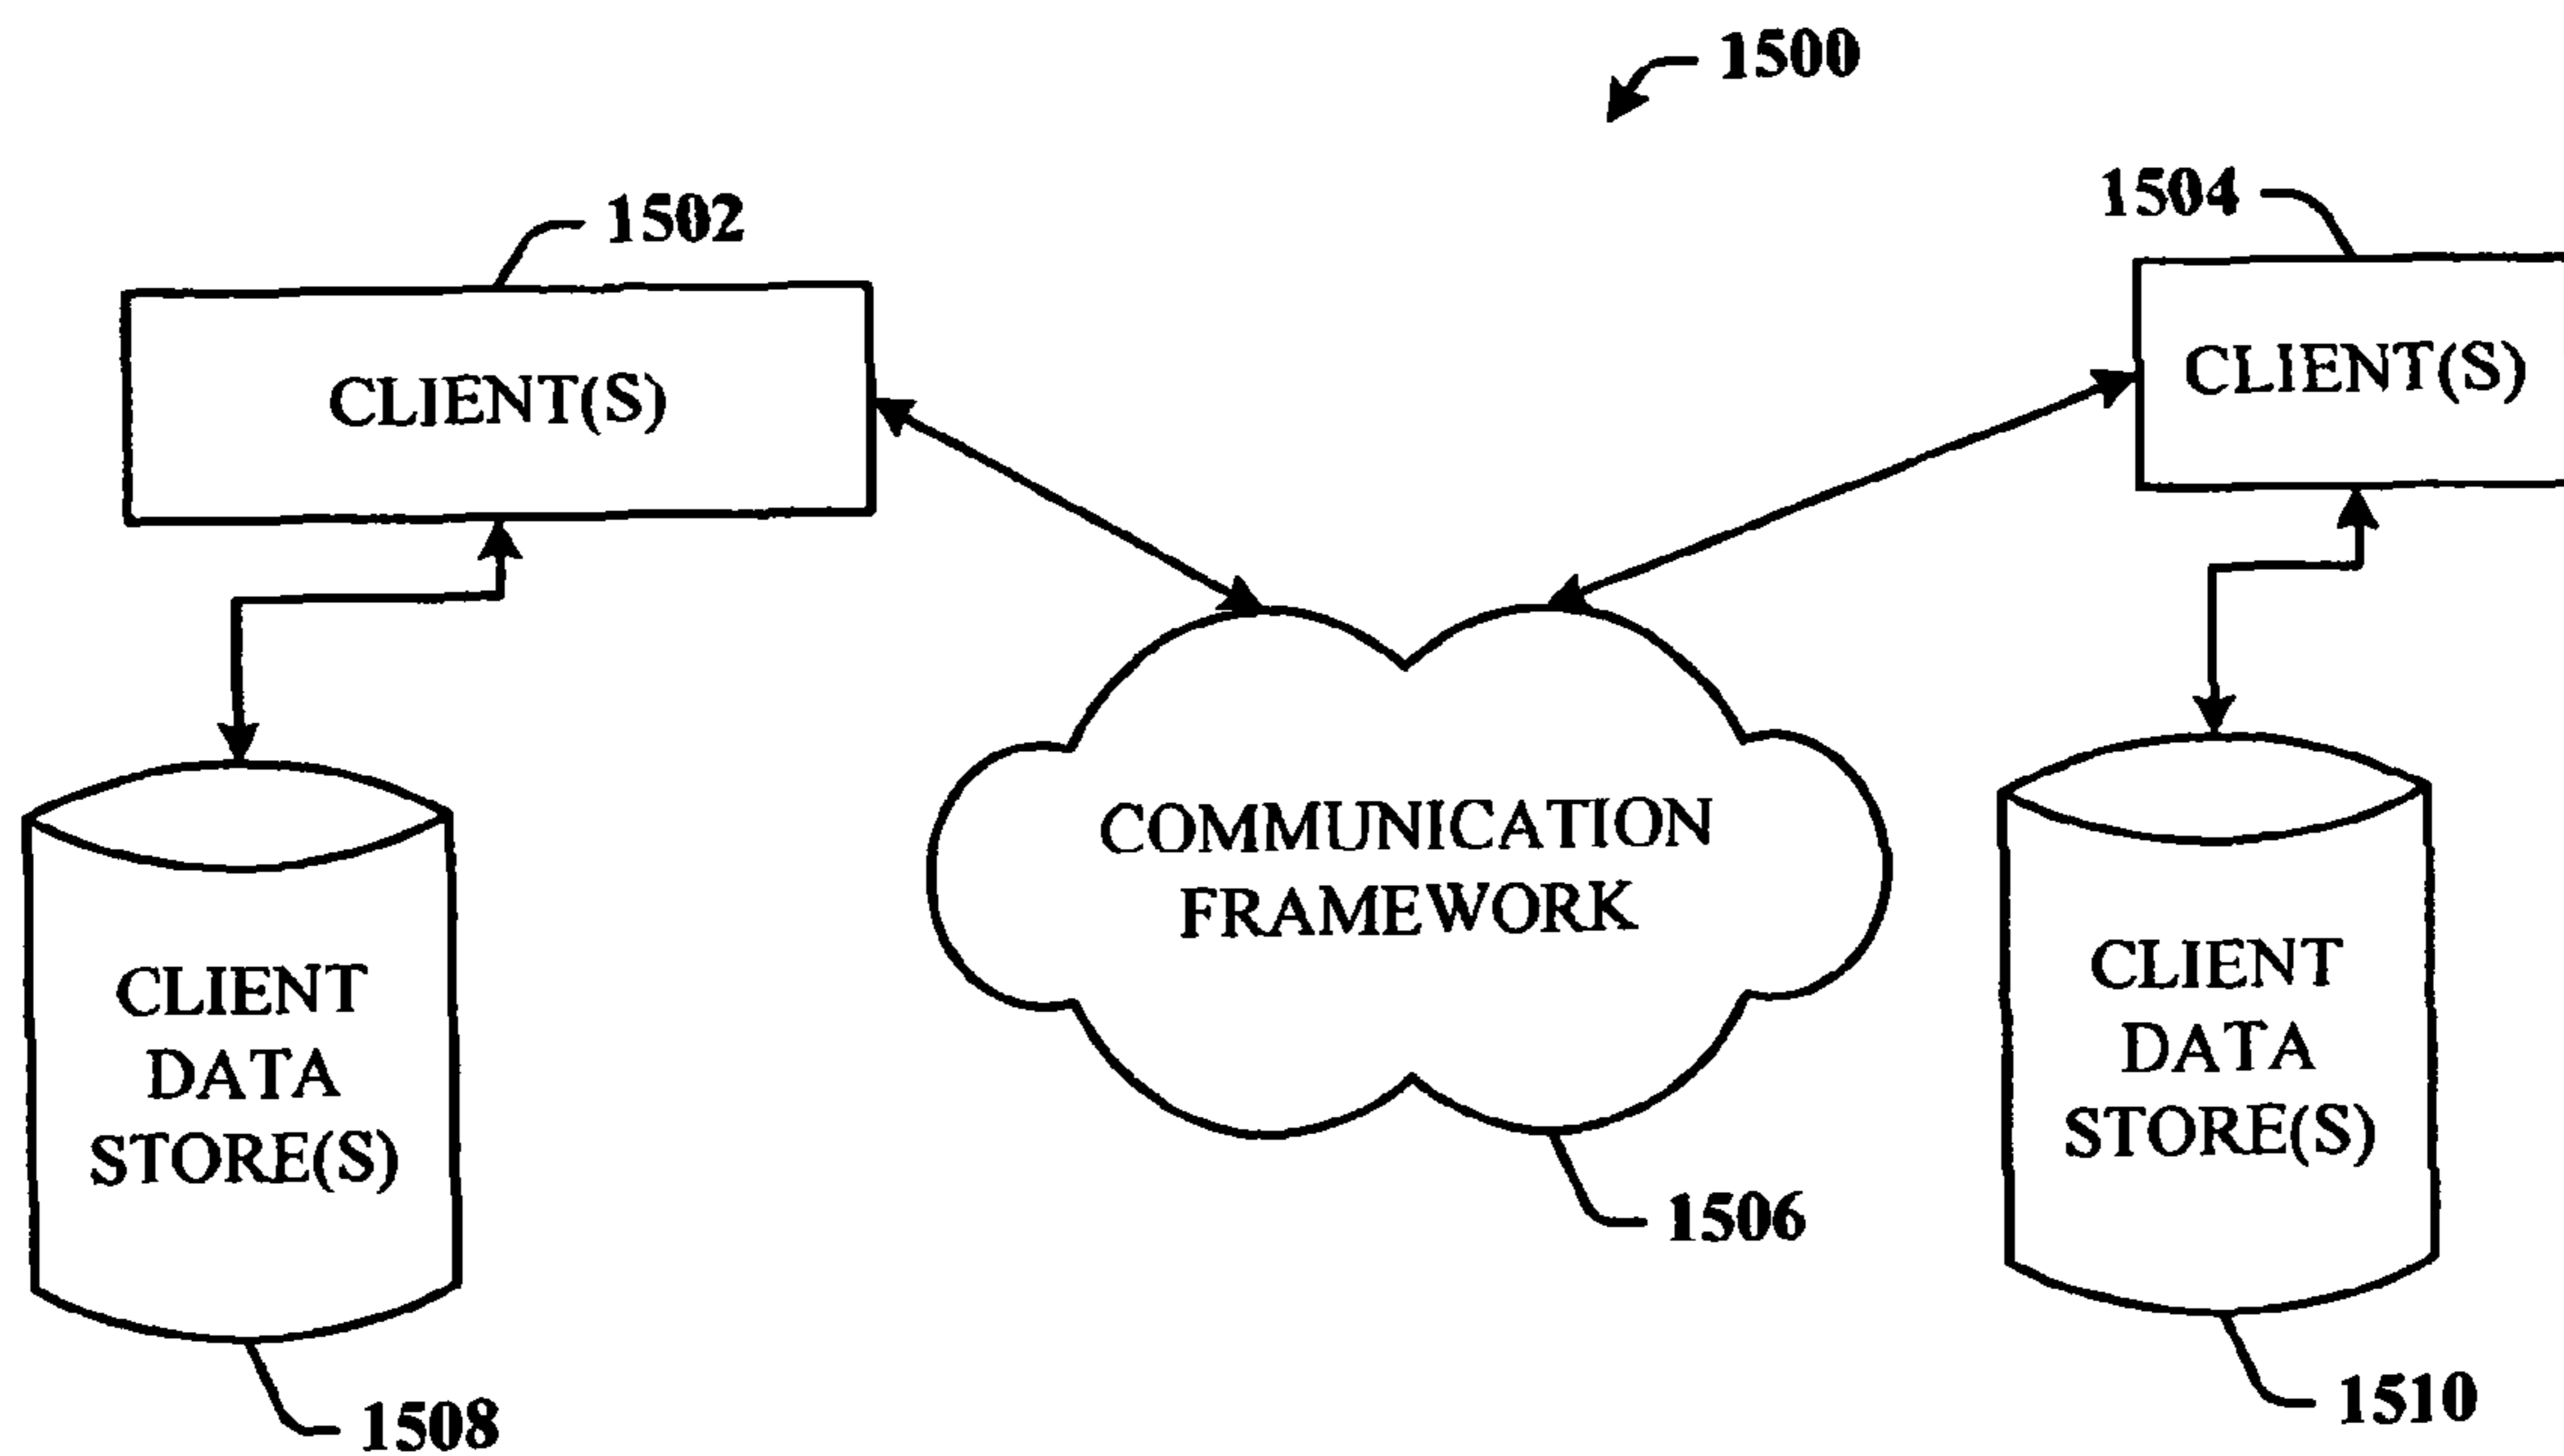 1500
1502
1504
CLIENT(S)
CLIENT(S)
COMMUNICATION
FRAMEWORK
CLIENT
DATA
STORE(S)
CLIENT
DATA
STORE(S)
1506
1508
1510